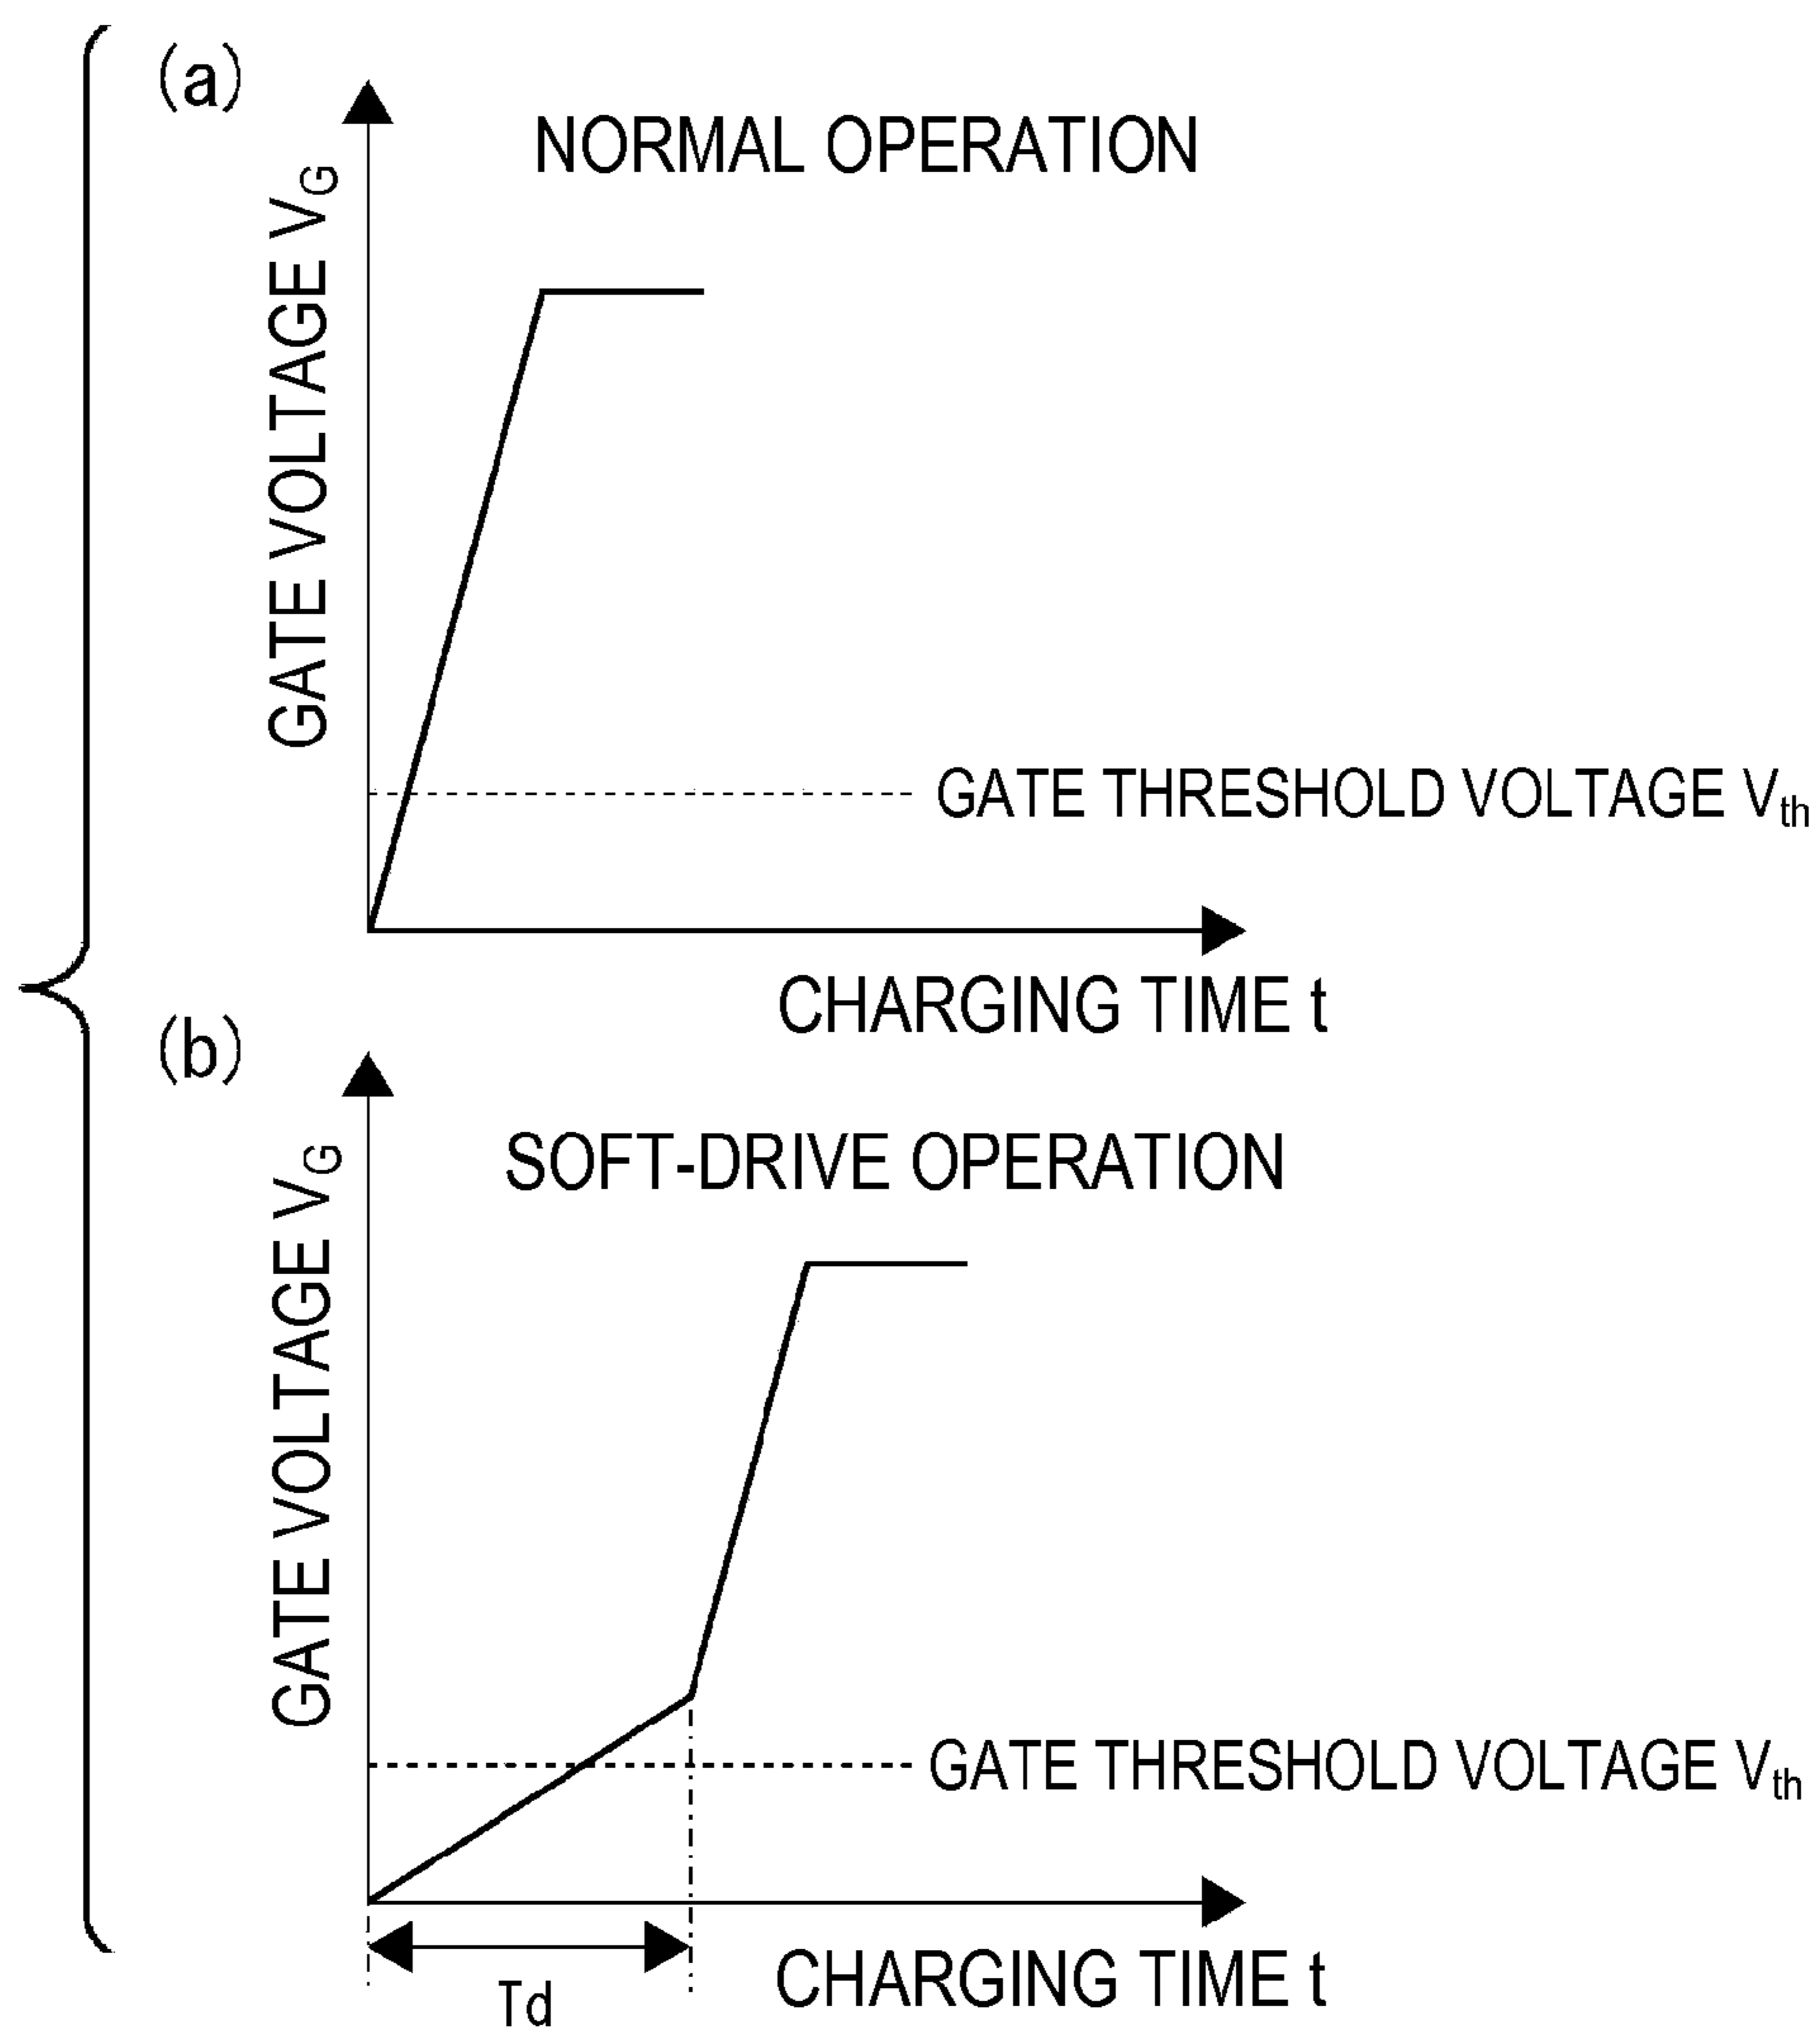 (a)
NORMAL OPERATION
GATE VOLTAGE VG
GATE THRESHOLD VOLTAGE Vth
CHARGING TIME t
(b)
SOFT-DRIVE OPERATION
GATE VOLTAGE VG
GATE THRESHOLD VOLTAGE Vth
CHARGING TIME t
Td